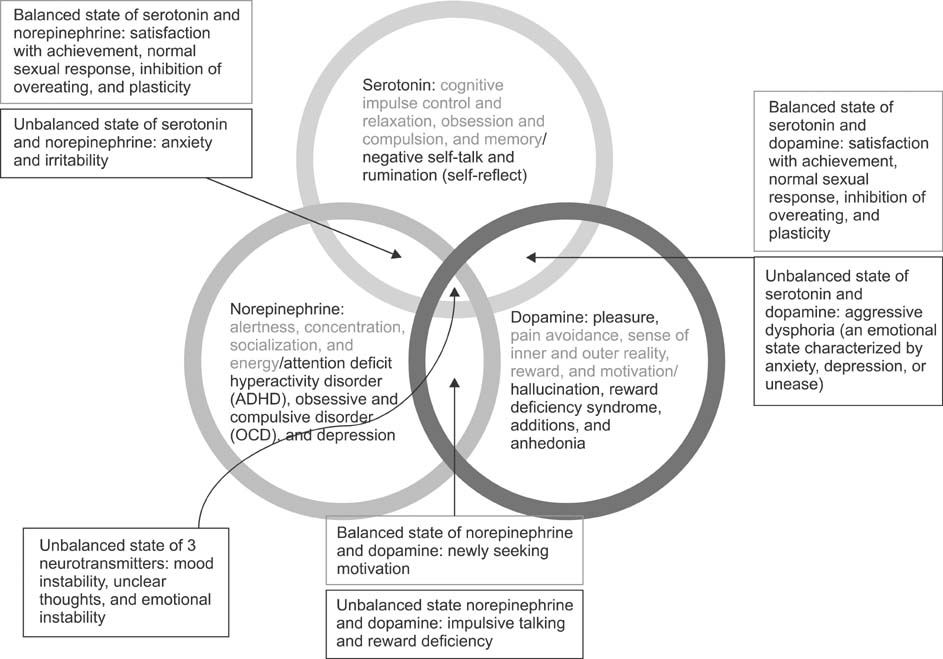 Balanced state of serotonin and
norepinephrine: satisfaction
with achievement, normal
sexual response, inhibition of
overeating, and plasticity
Unbalanced state of serotonin
and norepinephrine: anxiety
and irritability
Serotonin: cognitive
impulse control and
relaxation, obsession and
compulsion, and memory/
negative self-talk and
rumination (self-reflect)
Balanced state of
serotonin and
dopamine: satisfaction
with achievement,
normal sexual
response, inhibition of
overeating, and
plasticity
Unbalanced state of
serotonin and
dopamine: aggressive
dysphoria (an emotional
state characterized by
anxiety, depression, or
unease)
Norepinephrine:
alertness, concentration,
socialization, and
energy/attention deficit
hyperactivity disorder
(ADHD), obsessive and
compulsive disorder
(OCD), and depression
Dopamine: pleasure,
pain avoidance, sense of
inner and outer reality,
reward, and motivation/
hallucination, reward
deficiency syndrome,
additions, and
anhedonia
Unbalanced state of 3
neurotransmitters: mood
instability, unclear
thoughts, and emotional
instability
Balanced state of norepinephrine
and dopamine: newly seeking
motivation
Unbalanced state norepinephrine
and dopamine: impulsive talking
and reward deficiency